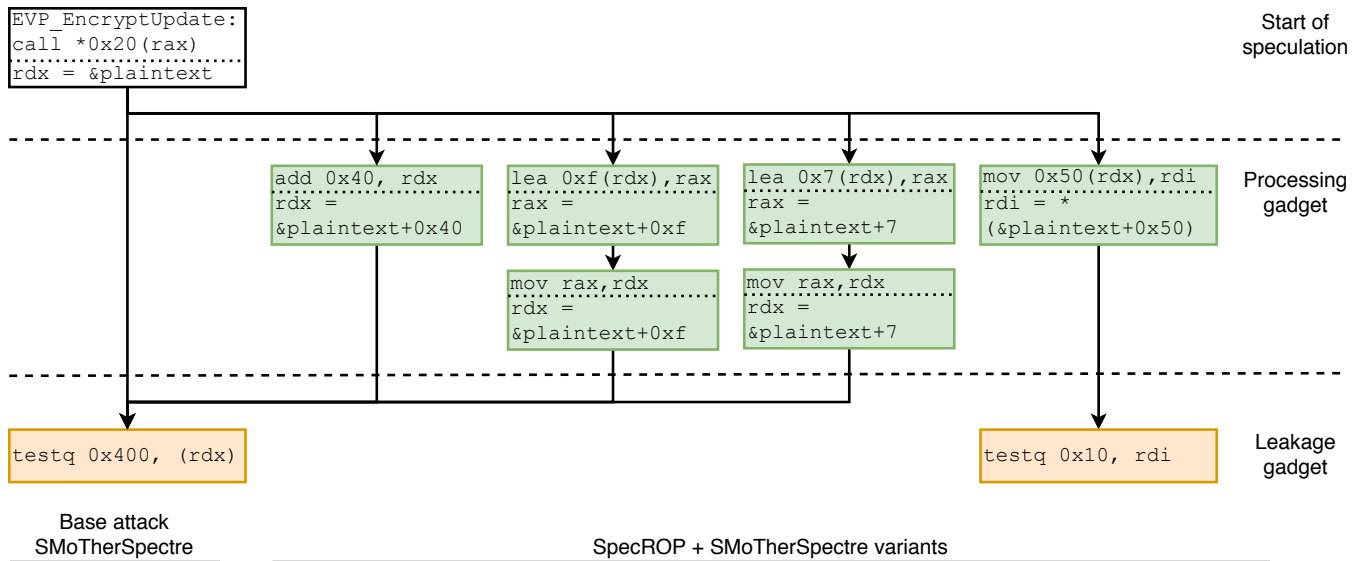 EVP_EncryptUpdate:
call *0x20(rax)
rdx = &plaintext
Start of
speculation
add 0x40, rdx
rdx =
&plaintext+0x40
lea 0xf(rdx),rax
rax =
&plaintext+0xf
mov rax,rdx
rdx =
&plaintext+0xf
lea 0x7(rdx),rax
rax =
&plaintext+7
mov rax,rdx
rdx =
&plaintext+7
mov 0x50(rdx),rdi
rdi = *
(&plaintext+0x50)
Processing
gadget
testq 0x400, (rdx)
testq 0x10, rdi
Leakage
gadget
Base attack
SMoTherSpectre
SpecROP + SMoTherSpectre variants